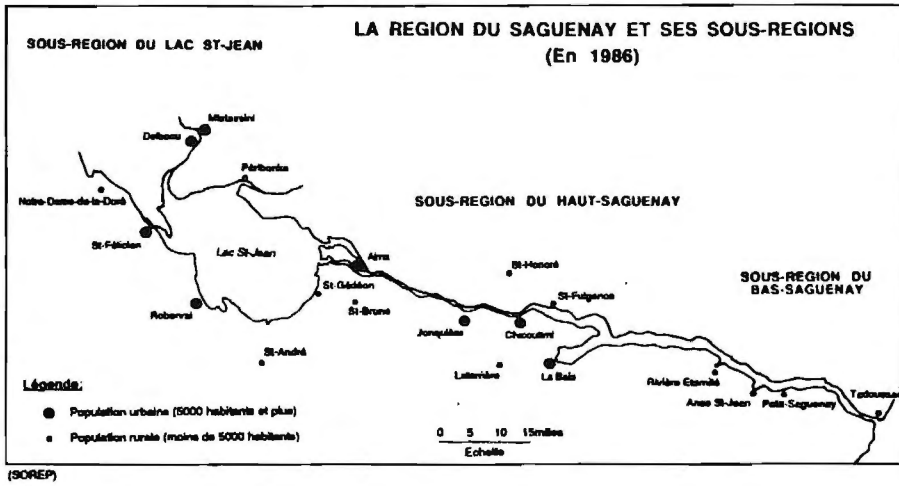 LA REGION DU SAGUENAY ET SES SOUS-REGIONS
(En 1986)
SOUS-REGION DU LAC ST-JEAN
Mistassini
Dolbeau
Péribonka
Notre-Dame-de-la-Doré
SOUS-REGION DU HAUT-SAGUENAY
St-Félicien
Lac St-Jean
Alma
St-Honoré
SOUS-REGION DU
BAS-SAGUENAY
St-Gédéon
St-Bruno
St-Fulgence
Roberval
Jonquière
Chicoutimi
St-André
Laterrière
La Baie
Rivière Eternité
Anse St-Jean
Petit-Saguenay
Tadoussac
Légende:
Population urbaine (5000 habitants et plus)
Population rurale (moins de 5000 habitants)
0 5 10 15milles
Echelle
(SOREP)